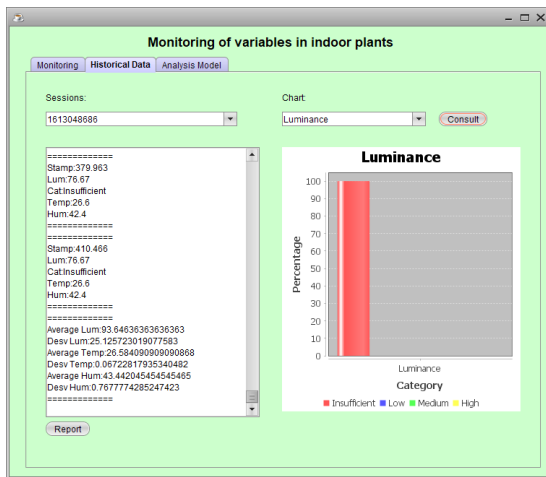 Monitoring of variables in indoor plants
Monitoring Historical Data Analysis Model
Sessions:
1613048686
Chart:
Luminance
Consult
=============
Stamp:379.963
Lum:76.67
Cat:Insufficient
Temp:26.6
Hum:42.4
=============
=============
Stamp:410.466
Lum:76.67
Cat:Insufficient
Temp:26.6
Hum:42.4
=============
=============
Average Lum:93.64636363636363
Desv Lum:25.125723019077583
Average Temp:26.584090909090868
Desv Temp:0.06722817935340482
Average Hum:43.442045454545465
Desv Hum:0.7677774285247423
=============
Report
Luminance
Percentage
100
90
80
70
60
50
40
30
20
10
0
Luminance
Category
Insufficient Low Medium High